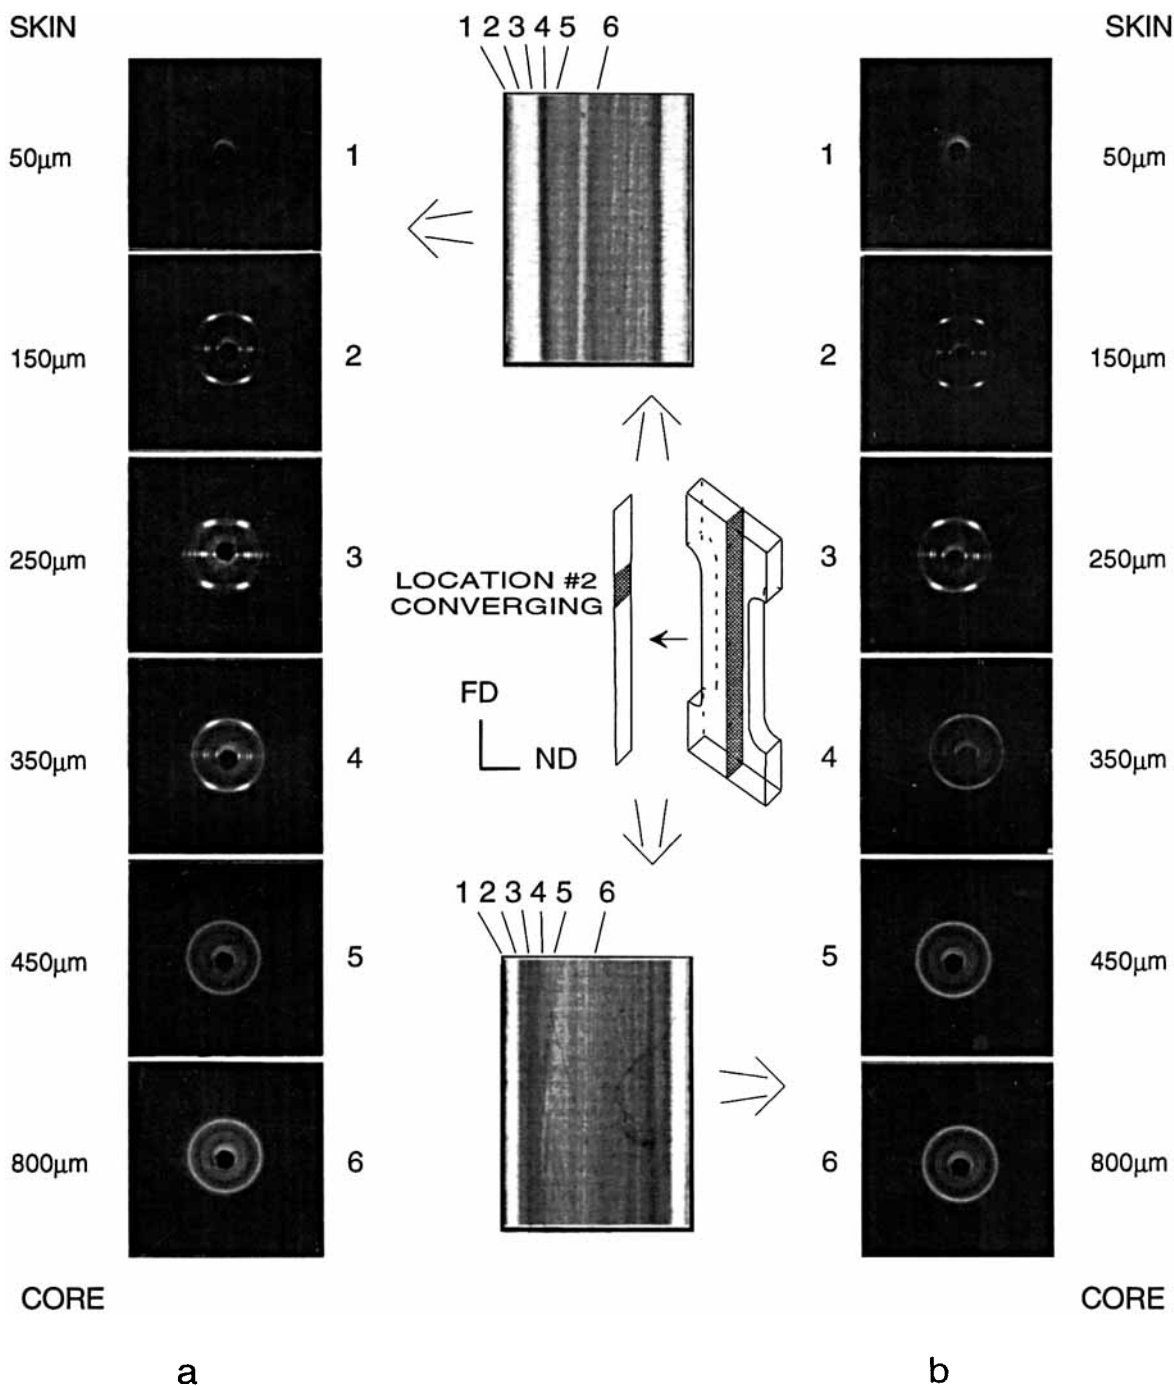 SKIN
1 2 3 4 5 6
SKIN
50μm
1
1
50μm
150μm
2
2
150μm
250μm
3
LOCATION #2
CONVERGING
3
250μm
FD
ND
350μm
4
4
350μm
1 2 3 4 5 6
450μm
5
5
450μm
800μm
6
6
800μm
CORE
CORE
a
b